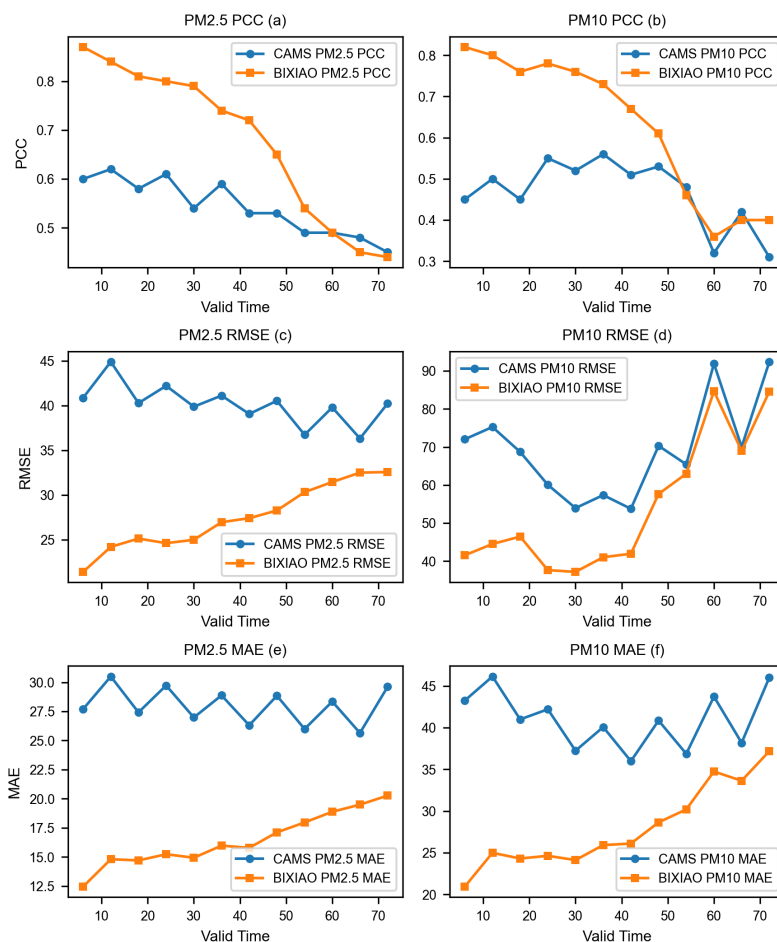 PM2.5 PCC (a)
PCC
0.8
0.7
0.6
0.5
CAMS PM2.5 PCC
BIXIAO PM2.5 PCC
10 20 30 40 50 60 70
Valid Time
PM10 PCC (b)
0.8
0.7
0.6
0.5
0.4
0.3
CAMS PM10 PCC
BIXIAO PM10 PCC
10 20 30 40 50 60 70
Valid Time
PM2.5 RMSE (c)
RMSE
45
40
35
30
25
CAMS PM2.5 RMSE
BIXIAO PM2.5 RMSE
10 20 30 40 50 60 70
Valid Time
PM10 RMSE (d)
90
80
70
60
50
40
CAMS PM10 RMSE
BIXIAO PM10 RMSE
10 20 30 40 50 60 70
Valid Time
PM2.5 MAE (e)
MAE
30.0
27.5
25.0
22.5
20.0
17.5
15.0
12.5
CAMS PM2.5 MAE
BIXIAO PM2.5 MAE
10 20 30 40 50 60 70
Valid Time
PM10 MAE (f)
45
40
35
30
25
20
CAMS PM10 MAE
BIXIAO PM10 MAE
10 20 30 40 50 60 70
Valid Time